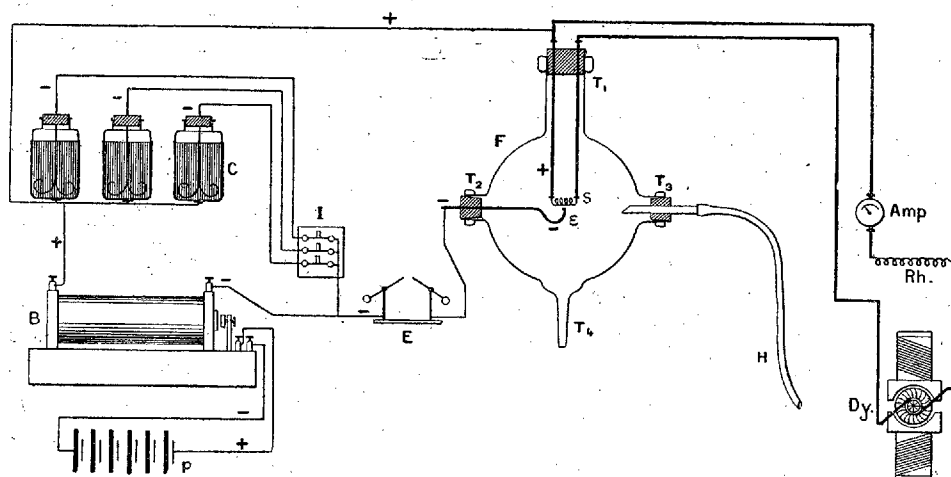 +
T₁
- - -
F
C
+
T₂
T₃
S
-
ε
-
I
Amp
+
Rh.
-
B
-
E
T₄
H
Dy.
-
+
p